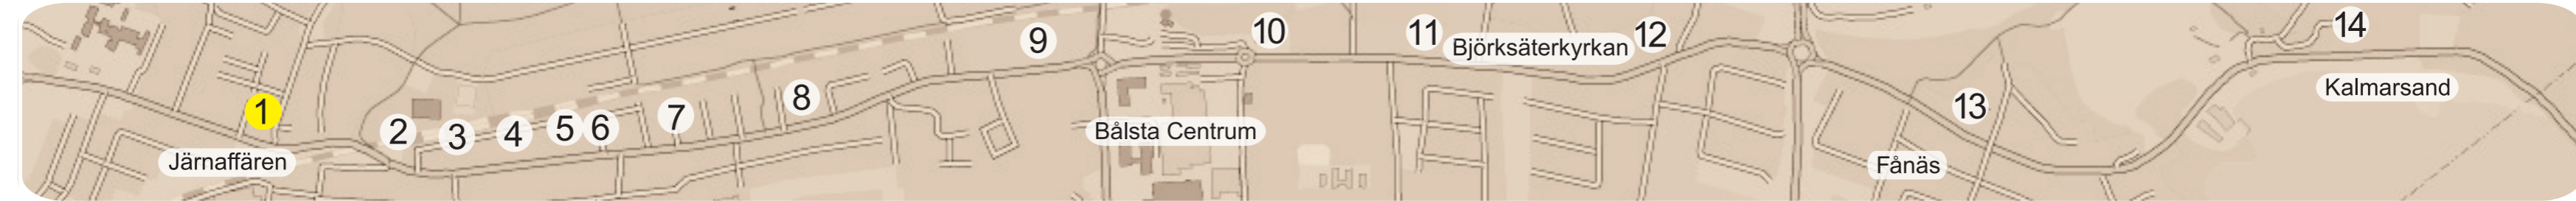 1
2
3
4
5
6
7
8
9
10
11
12
13
14
Järnaffären
Bålsta Centrum
Björksäterkyrkan
Fånäs
Kalmarsand